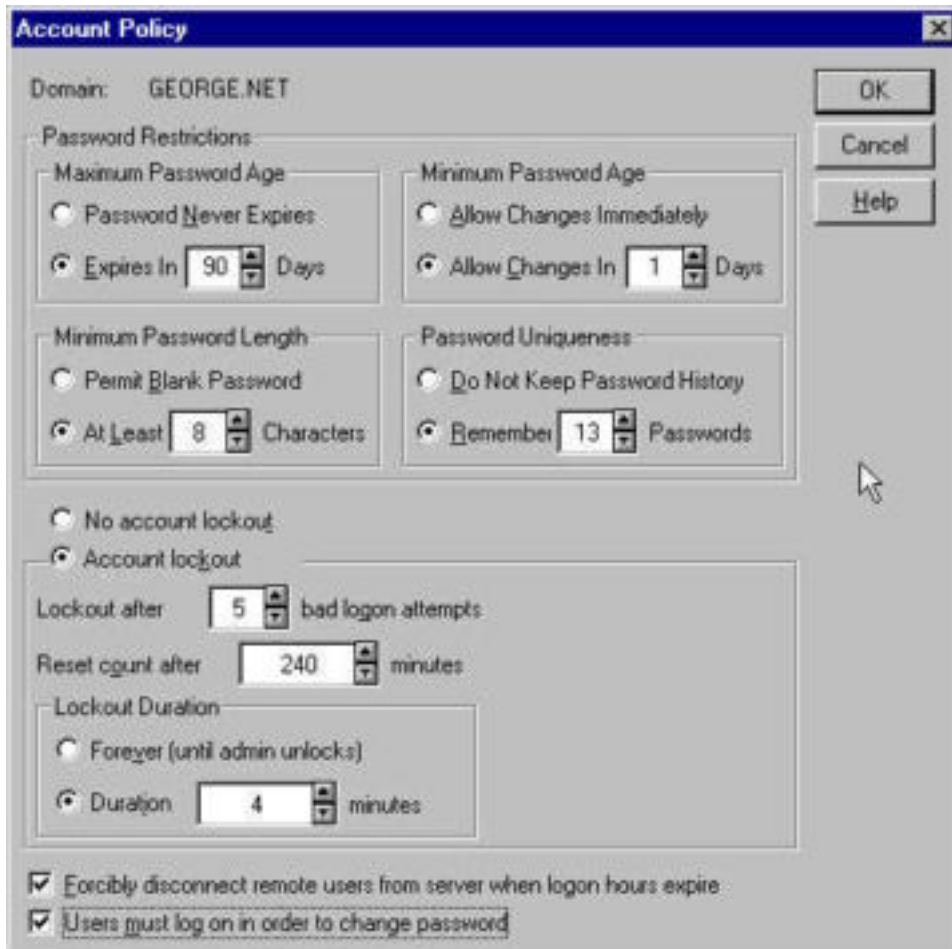 Account Policy
Domain: GEORGE.NET
OK
Cancel
Help
Password Restrictions
Maximum Password Age
Password Never Expires
Expires In 90 Days
Minimum Password Age
Allow Changes Immediately
Allow Changes In 1 Days
Minimum Password Length
Permit Blank Password
At Least 8 Characters
Password Uniqueness
Do Not Keep Password History
Remember 13 Passwords
No account lockout
Account lockout
Lockout after 5 bad logon attempts
Reset count after 240 minutes
Lockout Duration
Forever (until admin unlocks)
Duration 4 minutes
Forcibly disconnect remote users from server when logon hours expire
Users must log on in order to change password